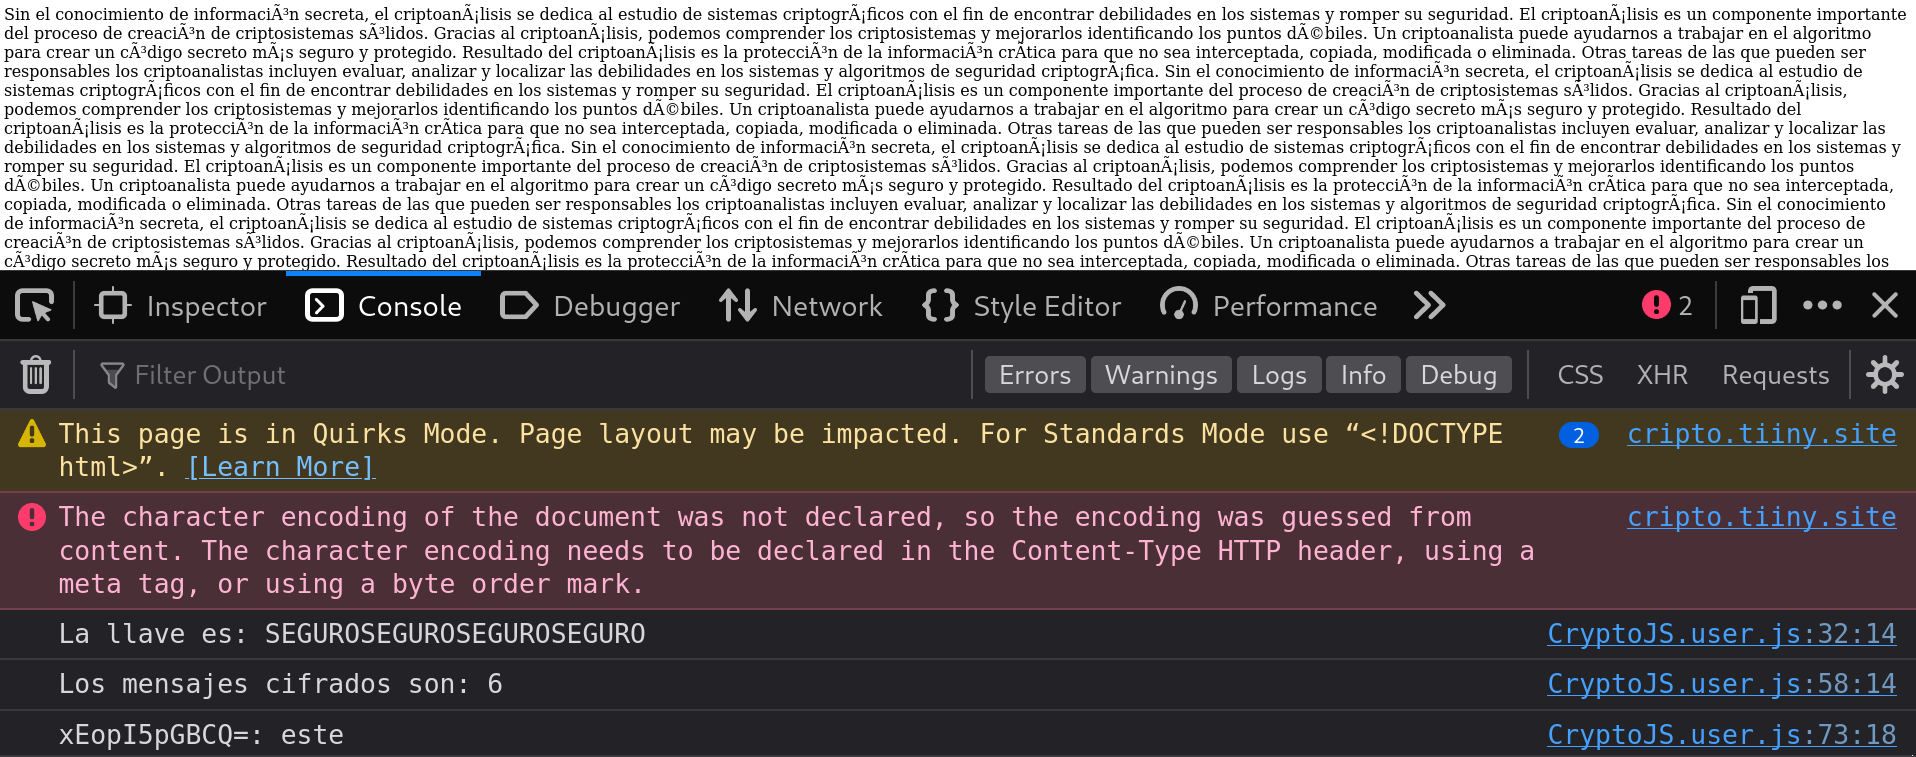 Sin el conocimiento de informaciÃ³n secreta, el criptoanÃ¡lisis se dedica al estudio de sistemas criptogrÃ¡ficos con el fin de encontrar debilidades en los sistemas y romper su seguridad. El criptoanÃ¡lisis es un componente importante
del proceso de creaciÃ³n de criptosistemas sÃ³lidos. Gracias al criptoanÃ¡lisis, podemos comprender los criptosistemas y mejorarlos identificando los puntos dÃ©biles. Un criptoanalista puede ayudarnos a trabajar en el algoritmo
para crear un cÃ³digo secreto mÃ¡s seguro y protegido. Resultado del criptoanÃ¡lisis es la protecciÃ³n de la informaciÃ³n crÃtica para que no sea interceptada, copiada, modificada o eliminada. Otras tareas de las que pueden ser
responsables los criptoanalistas incluyen evaluar, analizar y localizar las debilidades en los sistemas y algoritmos de seguridad criptogrÃ¡fica. Sin el conocimiento de informaciÃ³n secreta, el criptoanÃ¡lisis se dedica al estudio de
sistemas criptogrÃ¡ficos con el fin de encontrar debilidades en los sistemas y romper su seguridad. El criptoanÃ¡lisis es un componente importante del proceso de creaciÃ³n de criptosistemas sÃ³lidos. Gracias al criptoanÃ¡lisis,
podemos comprender los criptosistemas y mejorarlos identificando los puntos dÃ©biles. Un criptoanalista puede ayudarnos a trabajar en el algoritmo para crear un cÃ³digo secreto mÃ¡s seguro y protegido. Resultado del
criptoanÃ¡lisis es la protecciÃ³n de la informaciÃ³n crÃtica para que no sea interceptada, copiada, modificada o eliminada. Otras tareas de las que pueden ser responsables los criptoanalistas incluyen evaluar, analizar y localizar las
debilidades en los sistemas y algoritmos de seguridad criptogrÃ¡fica. Sin el conocimiento de informaciÃ³n secreta, el criptoanÃ¡lisis se dedica al estudio de sistemas criptogrÃ¡ficos con el fin de encontrar debilidades en los sistemas y
romper su seguridad. El criptoanÃ¡lisis es un componente importante del proceso de creaciÃ³n de criptosistemas sÃ³lidos. Gracias al criptoanÃ¡lisis, podemos comprender los criptosistemas y mejorarlos identificando los puntos
dÃ©biles. Un criptoanalista puede ayudarnos a trabajar en el algoritmo para crear un cÃ³digo secreto mÃ¡s seguro y protegido. Resultado del criptoanÃ¡lisis es la protecciÃ³n de la informaciÃ³n crÃtica para que no sea interceptada,
copiada, modificada o eliminada. Otras tareas de las que pueden ser responsables los criptoanalistas incluyen evaluar, analizar y localizar las debilidades en los sistemas y algoritmos de seguridad criptogrÃ¡fica. Sin el conocimiento
de informaciÃ³n secreta, el criptoanÃ¡lisis se dedica al estudio de sistemas criptogrÃ¡ficos con el fin de encontrar debilidades en los sistemas y romper su seguridad. El criptoanÃ¡lisis es un componente importante del proceso de
creaciÃ³n de criptosistemas sÃ³lidos. Gracias al criptoanÃ¡lisis, podemos comprender los criptosistemas y mejorarlos identificando los puntos dÃ©biles. Un criptoanalista puede ayudarnos a trabajar en el algoritmo para crear un
cÃ³digo secreto mÃ¡s seguro y protegido. Resultado del criptoanÃ¡lisis es la protecciÃ³n de la informaciÃ³n crÃtica para que no sea interceptada, copiada, modificada o eliminada. Otras tareas de las que pueden ser responsables los
Inspector Console Debugger Network Style Editor Performance 2
Filter Output Errors Warnings Logs Info Debug CSS XHR Requests
This page is in Quirks Mode. Page layout may be impacted. For Standards Mode use “<!DOCTYPE 2 cripto.tiiny.site
html>”. [Learn More]
The character encoding of the document was not declared, so the encoding was guessed from cripto.tiiny.site
content. The character encoding needs to be declared in the Content-Type HTTP header, using a
meta tag, or using a byte order mark.
La llave es: SEGUROSEGUROSEGUROSEGURO CryptoJS.user.js:32:14
Los mensajes cifrados son: 6 CryptoJS.user.js:58:14
xEopI5pGBCQ=: este CryptoJS.user.js:73:18